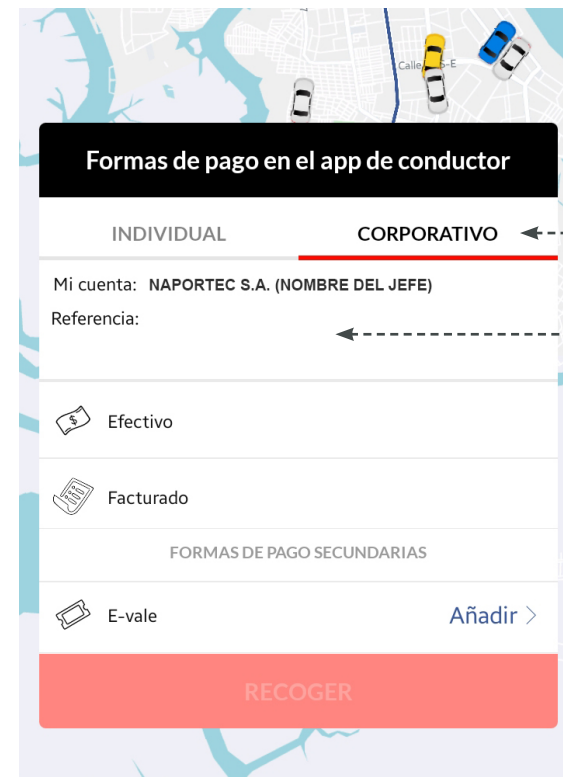 Calle S-E
Formas de pago en el app de conductor
INDIVIDUAL
CORPORATIVO
Mi cuenta: NAPORTEC S.A. (NOMBRE DEL JEFE)
Referencia:
Efectivo
Facturado
FORMAS DE PAGO SECUNDARIAS
E-vale
Añadir >
RECOGER